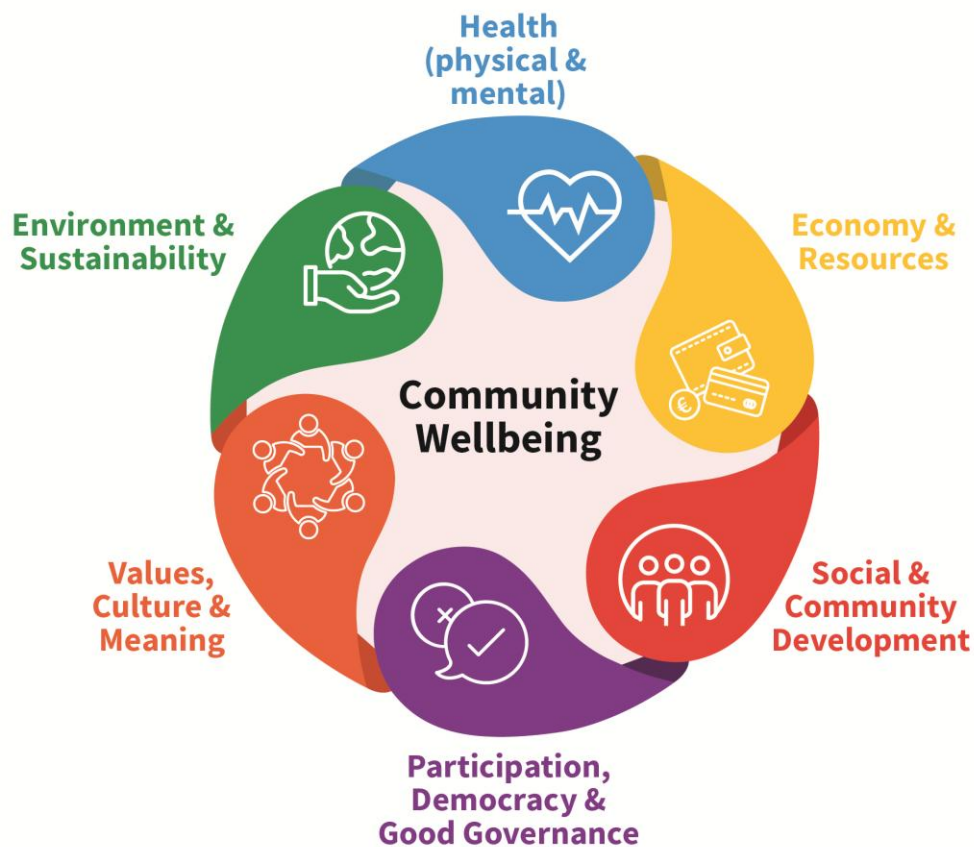 Health
(physical &
mental)
Environment &
Sustainability
Economy &
Resources
Community
Wellbeing
€
Values,
Culture &
Meaning
Social &
Community
Development
Participation,
Democracy &
Good Governance